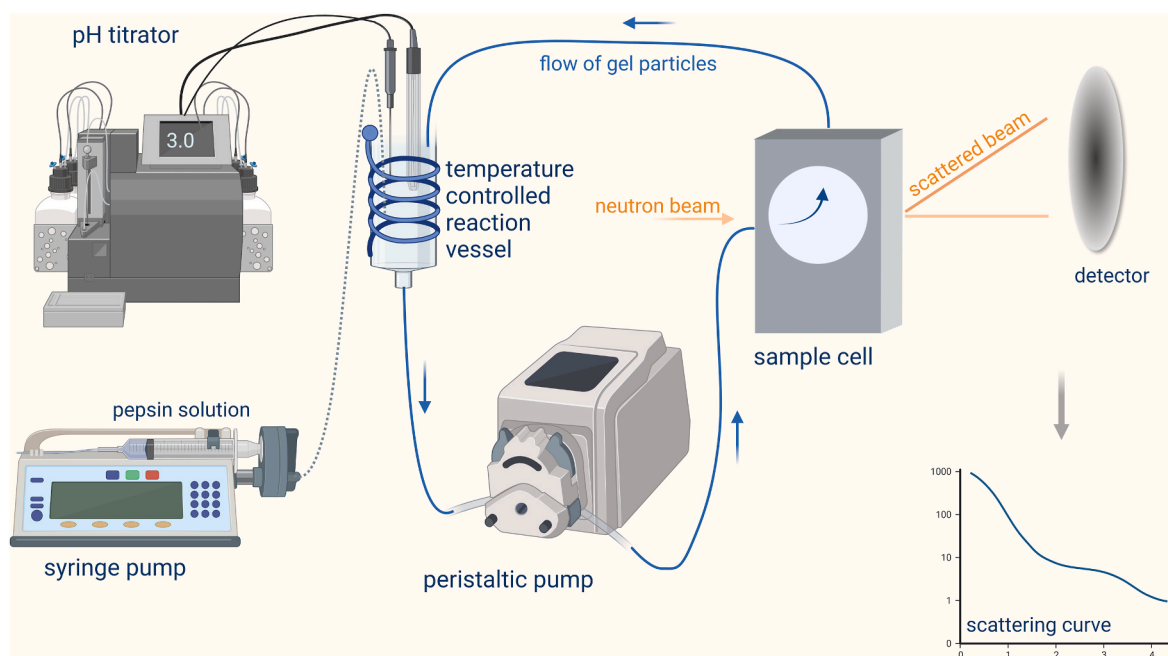 pH titrator
flow of gel particles
3.0
temperature
controlled
reaction
vessel
neutron beam
scattered beam
detector
sample cell
pepsin solution
syringe pump
peristaltic pump
1000
100
10
1
0
scattering curve
0 1 2 3 4